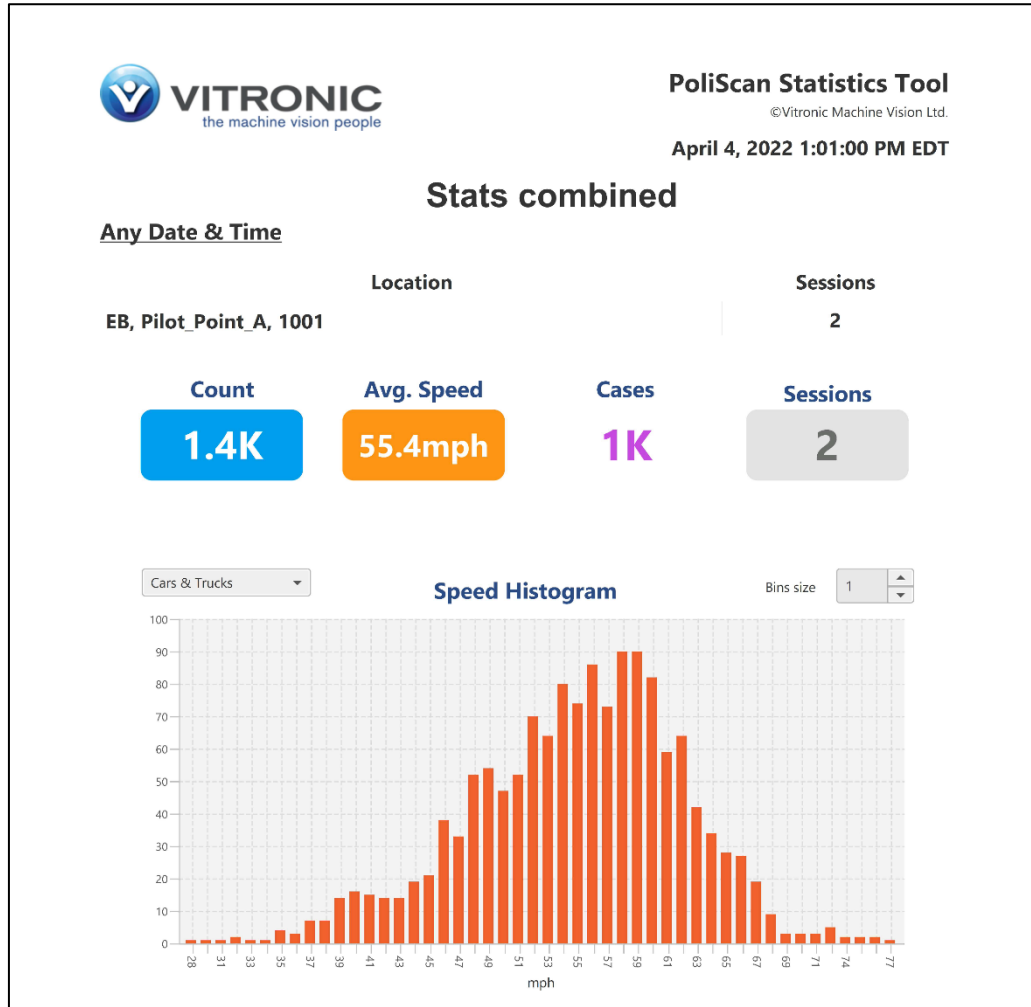 VITRONIC
the machine vision people
PoliScan Statistics Tool
©Vitronic Machine Vision Ltd.
April 4, 2022 1:01:00 PM EDT
Stats combined
Any Date & Time
Location Sessions
EB, Pilot_Point_A, 1001 2
Count Avg. Speed Cases Sessions
1.4K 55.4mph 1K 2
Cars & Trucks Speed Histogram Bins size 1
100
90
80
70
60
50
40
30
20
10
0
28 31 33 35 37 39 41 43 45 47 49 51 53 55 57 59 61 63 65 67 69 71 74 77
mph